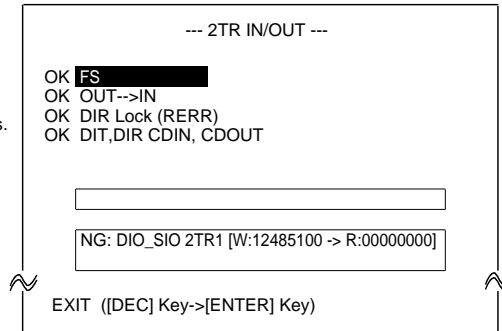 --- 2TR IN/OUT ---
OK FS
OK OUT-->IN
s.
OK DIR Lock (RERR)
OK DIT,DIR CDIN, CDOUT
NG: DIO_SIO 2TR1 [W:12485100 -> R:00000000]
EXIT ([DEC] Key->[ENTER] Key)